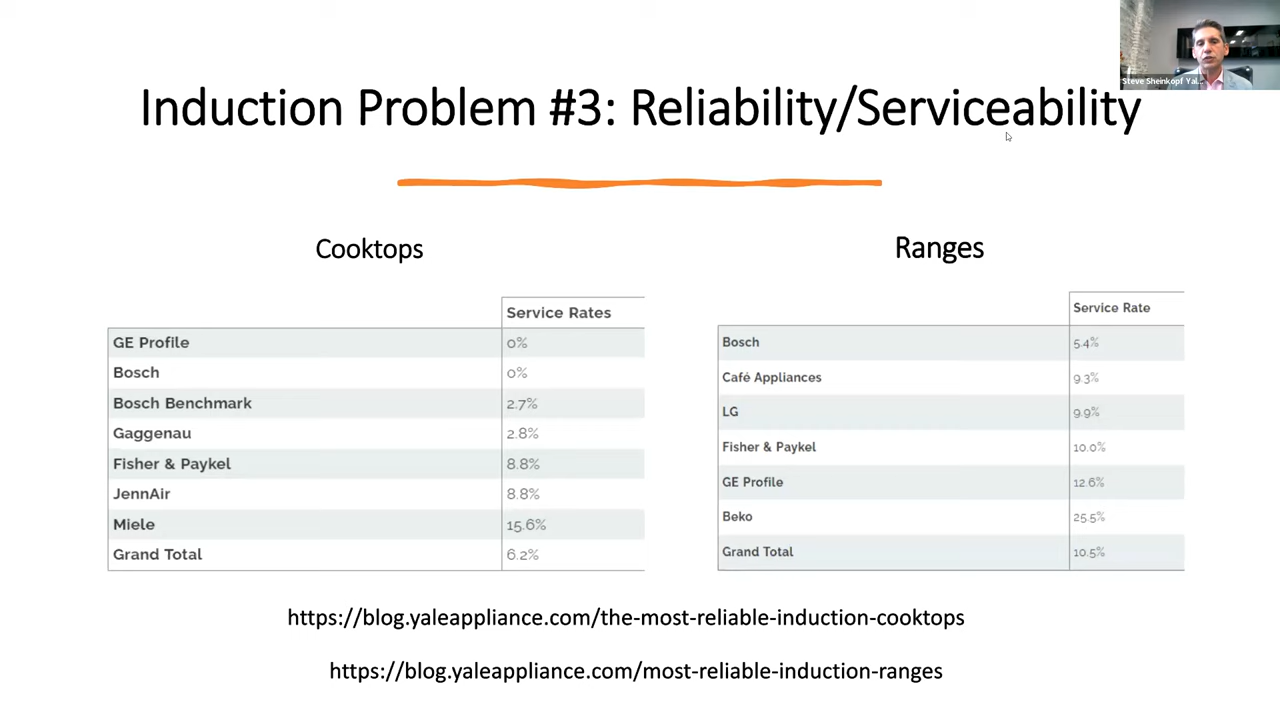 Steve Sheinkopf Yal...
Induction Problem #3: Reliability/Serviceability
Cooktops
Service Rates
GE Profile 0%
Bosch 0%
Bosch Benchmark 2.7%
Gaggenau 2.8%
Fisher & Paykel 8.8%
JennAir 8.8%
Miele 15.6%
Grand Total 6.2%
Ranges
Service Rate
Bosch 5.4%
Café Appliances 9.3%
LG 9.9%
Fisher & Paykel 10.0%
GE Profile 12.6%
Beko 25.5%
Grand Total 10.5%
https://blog.yaleappliance.com/the-most-reliable-induction-cooktops
https://blog.yaleappliance.com/most-reliable-induction-ranges